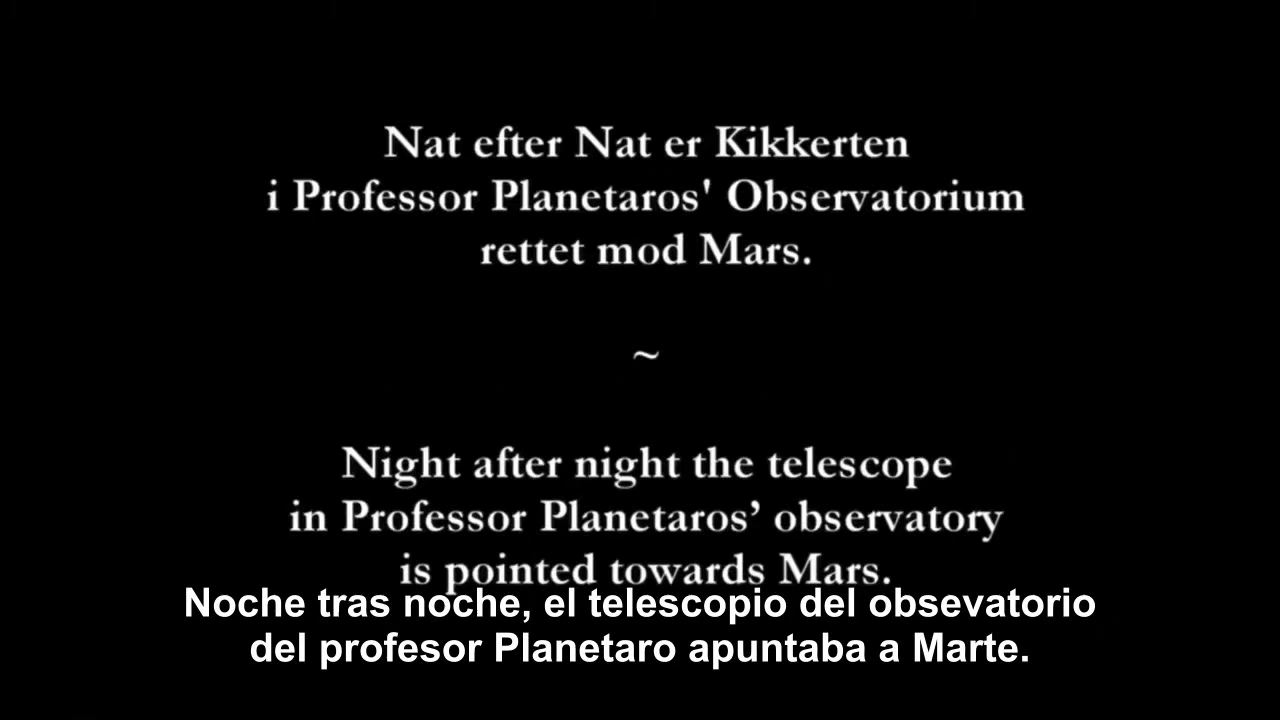 Nat efter Nat er Kikkerten
i Professor Planetaros' Observatorium
rettet mod Mars.
~
Night after night the telescope
in Professor Planetaros’ observatory
is pointed towards Mars.
Noche tras noche, el telescopio del obsevatorio
del profesor Planetaro apuntaba a Marte.